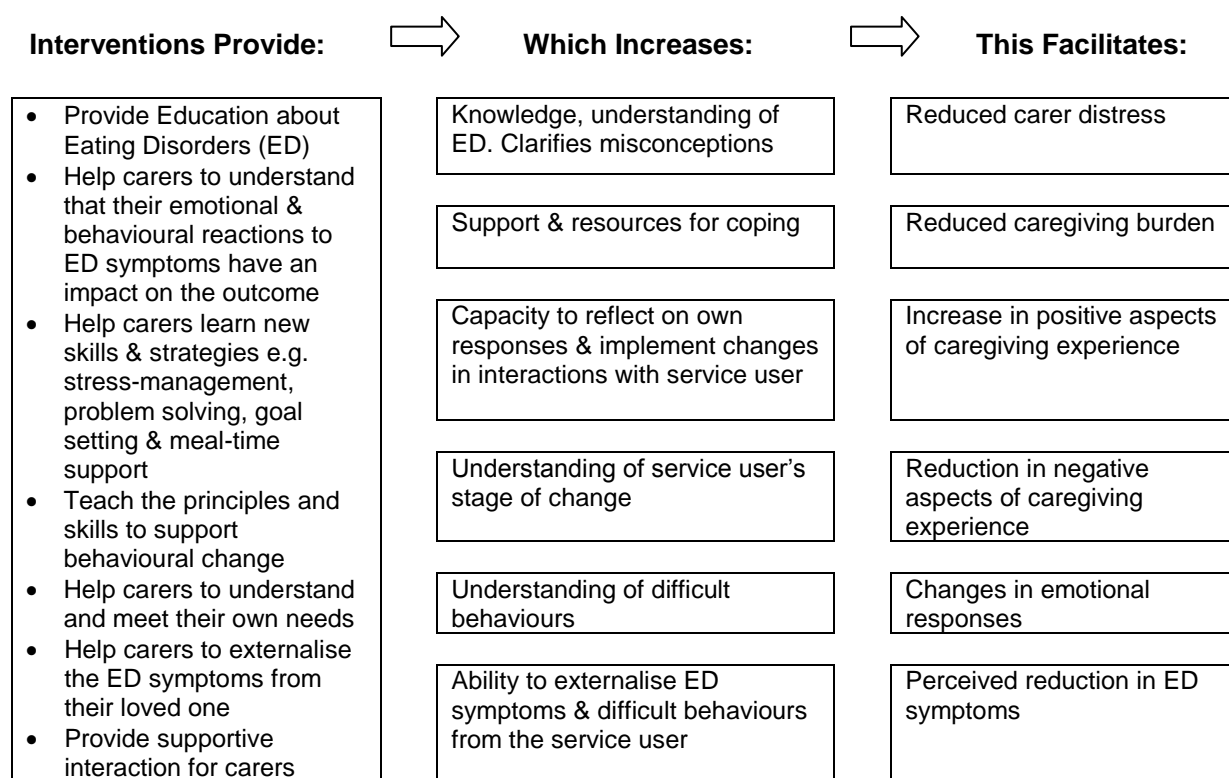 Interventions Provide:
Which Increases:
This Facilitates:
• Provide Education about
Eating Disorders (ED)
• Help carers to understand
that their emotional &
behavioural reactions to
ED symptoms have an
impact on the outcome
• Help carers learn new
skills & strategies e.g.
stress-management,
problem solving, goal
setting & meal-time
support
• Teach the principles and
skills to support
behavioural change
• Help carers to understand
and meet their own needs
• Help carers to externalise
the ED symptoms from
their loved one
• Provide supportive
interaction for carers
Knowledge, understanding of
ED. Clarifies misconceptions
Support & resources for coping
Capacity to reflect on own
responses & implement changes
in interactions with service user
Understanding of service user's
stage of change
Understanding of difficult
behaviours
Ability to externalise ED
symptoms & difficult behaviours
from the service user
Reduced carer distress
Reduced caregiving burden
Increase in positive aspects
of caregiving experience
Reduction in negative
aspects of caregiving
experience
Changes in emotional
responses
Perceived reduction in ED
symptoms